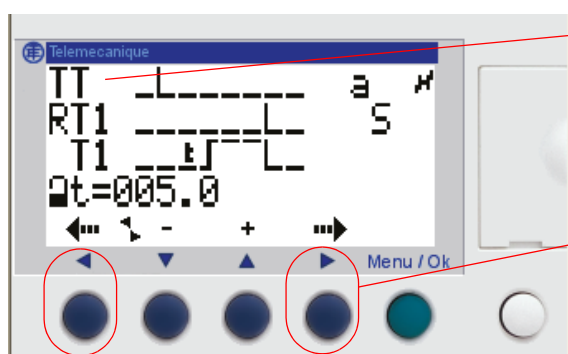 Telemecanique
TT a
RT1 S
T1 t
t=005.0
- +
Menu / Ok